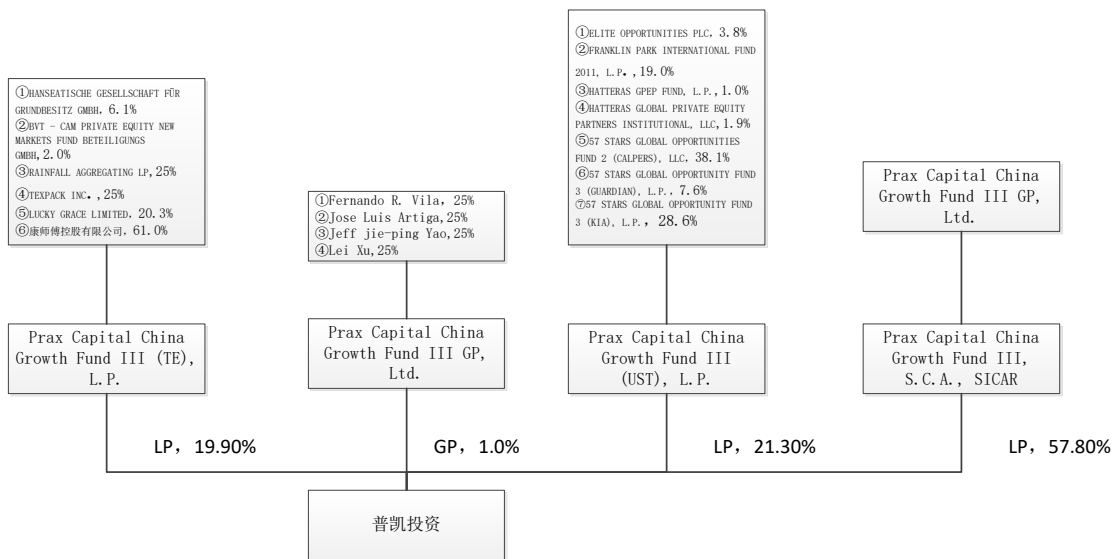 ①HANSEATISCHE GESELLSCHAFT FÜR
GRUNDBESITZ GMBH, 6.1%
②BVT - CAM PRIVATE EQUITY NEW
MARKETS FUND BETEILIGUNGS
GMBH,2.0%
③RAINFALL AGGREGATING LP,25%
④TEXPACK INC.,25%
⑤LUCKY GRACE LIMITED,20.3%
⑥康师傅控股有限公司,61.0%
①Fernando R. Vila, 25%
②Jose Luis Artiga,25%
③Jeff jie-ping Yao,25%
④Lei Xu,25%
①ELITE OPPORTUNITIES PLC, 3.8%
②FRANKLIN PARK INTERNATIONAL FUND
2011, L.P.,19.0%
③HATTERAS GPEP FUND, L.P.,1.0%
④HATTERAS GLOBAL PRIVATE EQUITY
PARTNERS INSTITUTIONAL, LLC,1.9%
⑤57 STARS GLOBAL OPPORTUNITIES
FUND 2 (CALPERS), LLC, 38.1%
⑥57 STARS GLOBAL OPPORTUNITY FUND
3 (GUARDIAN), L.P., 7.6%
⑦57 STARS GLOBAL OPPORTUNITY FUND
3 (KIA), L.P., 28.6%
Prax Capital China
Growth Fund III GP,
Ltd.
Prax Capital China
Growth Fund III (TE),
L.P.
Prax Capital China
Growth Fund III GP,
Ltd.
Prax Capital China
Growth Fund III
(UST), L.P.
Prax Capital China
Growth Fund III,
S.C.A., SICAR
LP，19.90%
GP，1.0%
LP，21.30%
LP，57.80%
普凯投资